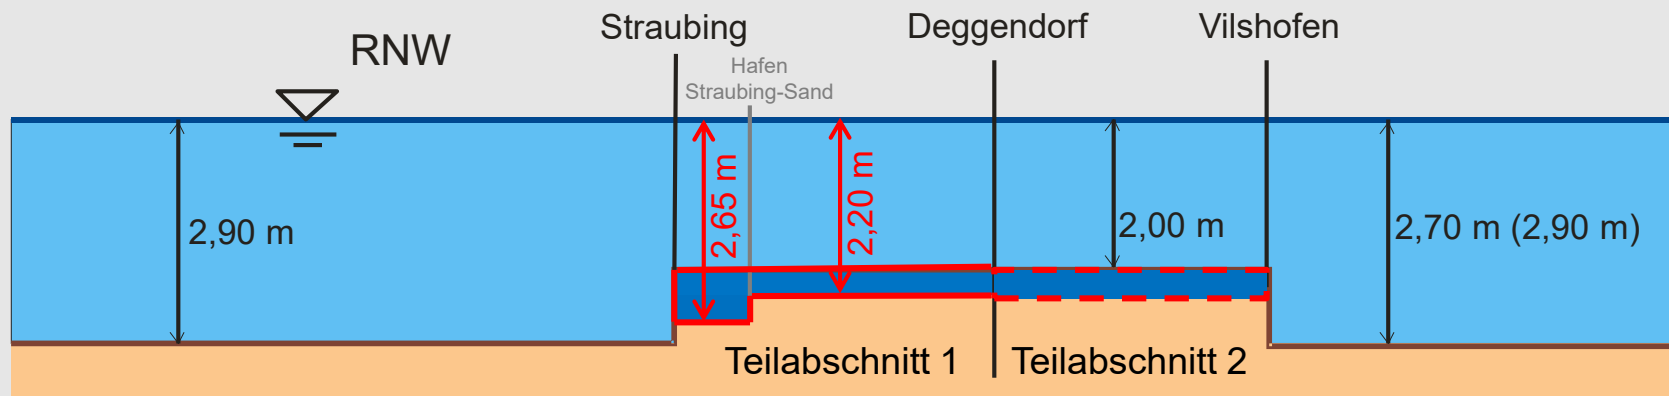 Straubing
Deggendorf
Vilshofen
RNW
Hafen
Straubing-Sand
2,90 m
2,65 m
2,20 m
2,00 m
2,70 m (2,90 m)
Teilabschnitt 1
Teilabschnitt 2